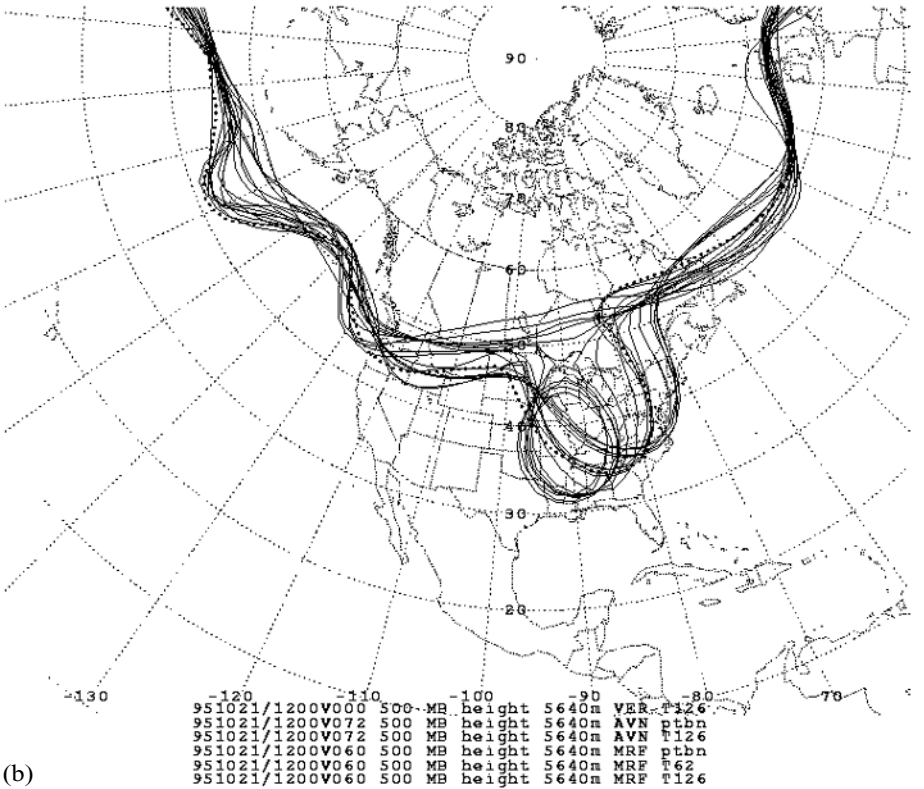 90
80
70
60
50
40
30
20
-130 -120 -110 -100 -90 -80 70
951021/1200V000 500 MB height 5640m VER T126
951021/1200V072 500 MB height 5640m AVN ptbn
951021/1200V072 500 MB height 5640m AVN T126
951021/1200V060 500 MB height 5640m MRF ptbn
951021/1200V060 500 MB height 5640m MRF T62
951021/1200V060 500 MB height 5640m MRF T126
(b)